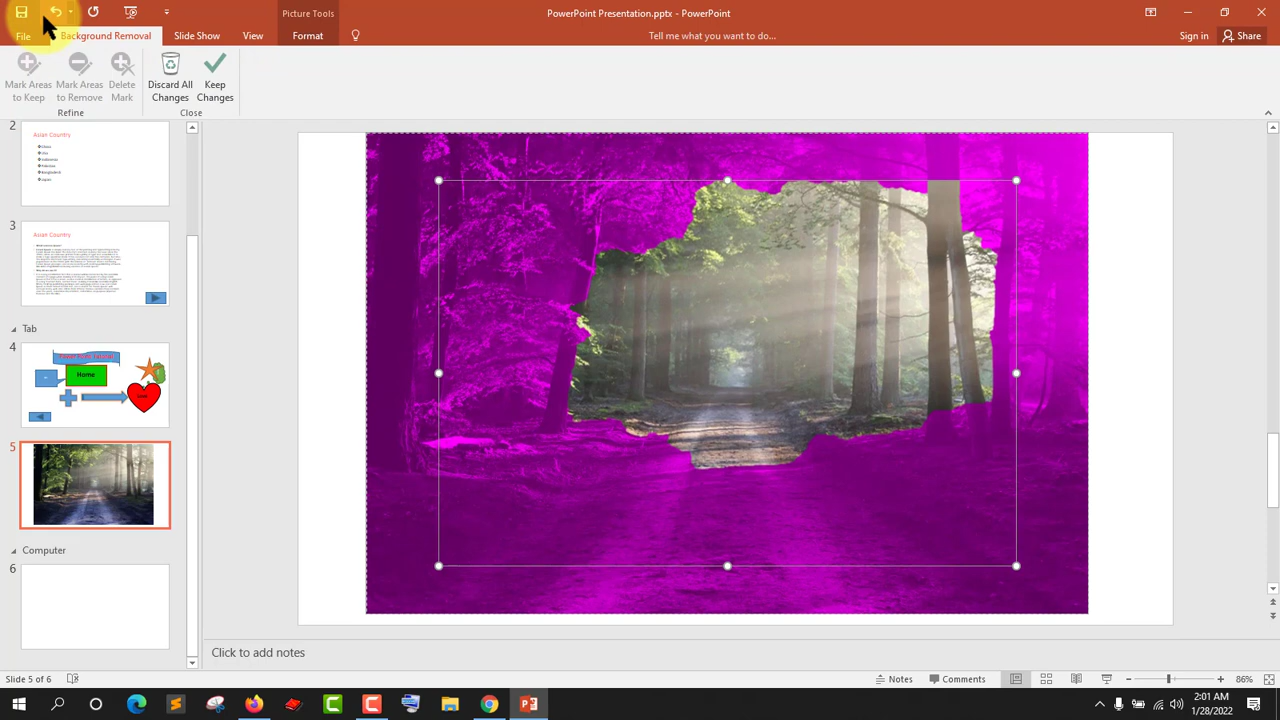 Picture Tools
PowerPoint Presentation.pptx - PowerPoint
File
Background Removal
Slide Show
View
Format
Tell me what you want to do...
Sign in
Share
Mark Areas to Keep
Mark Areas to Remove
Delete Mark
Discard All Changes
Keep Changes
Refine
Close
2
Asian Country
3
Asian Country
Tab
4
Home
5
Computer
6
Click to add notes
Slide 5 of 6
Notes
Comments
86%
2:01 AM
1/28/2022